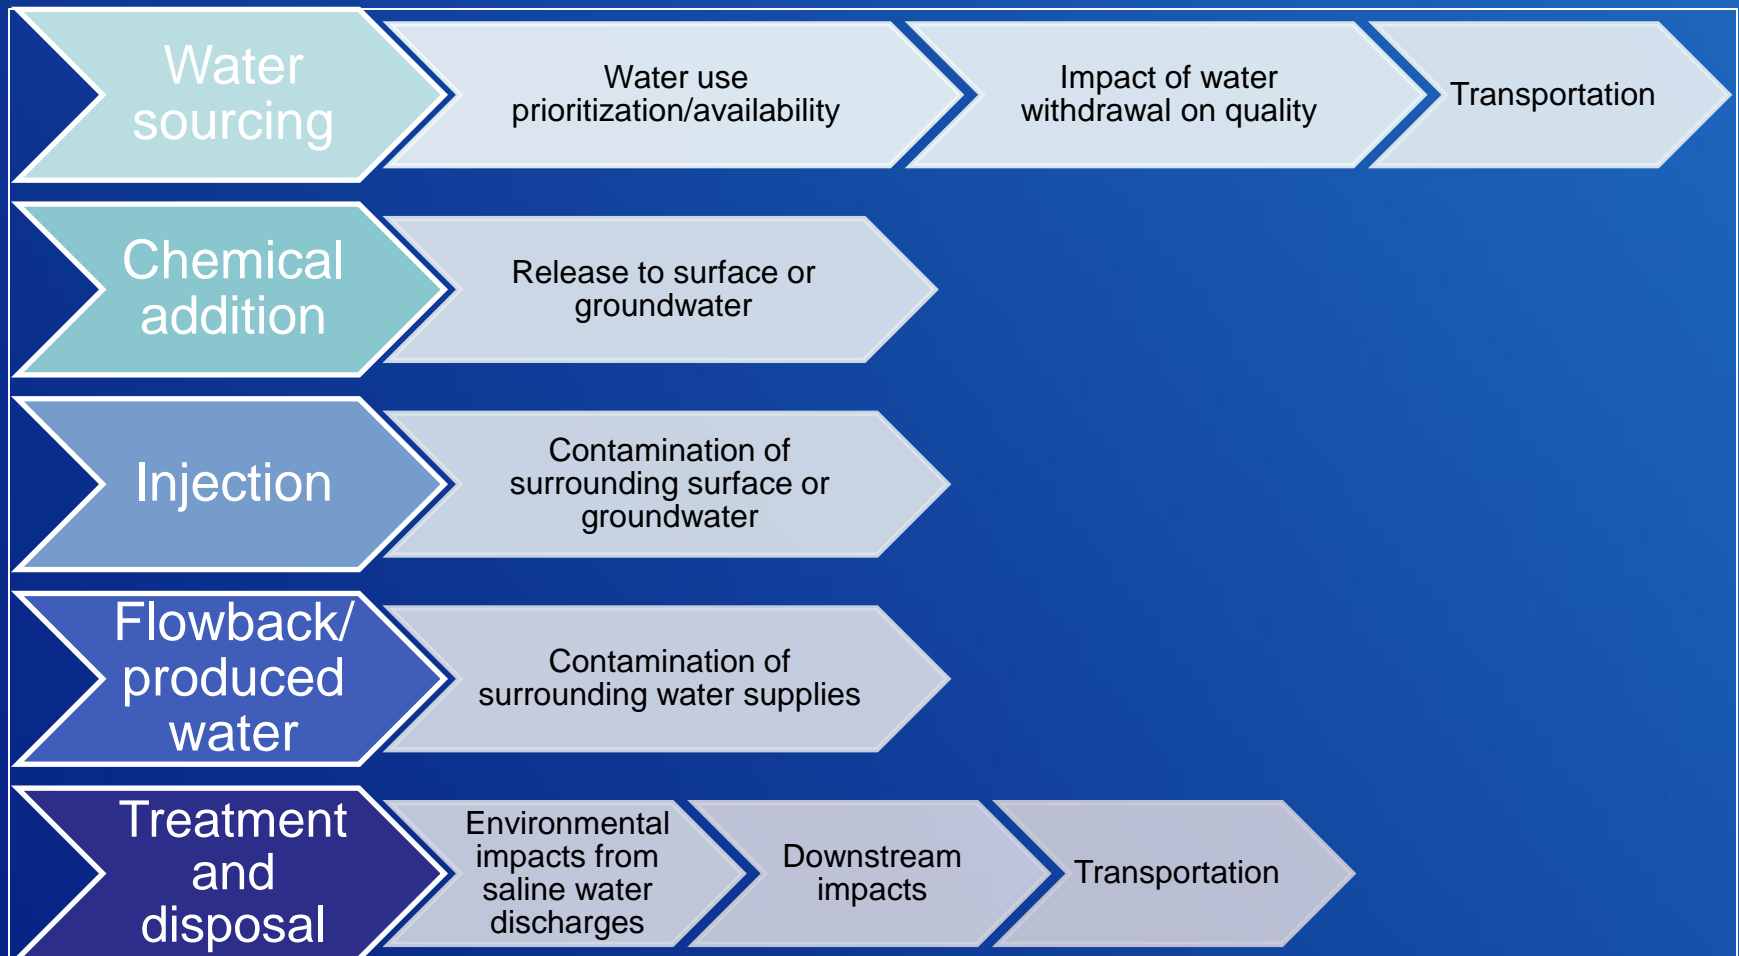 Water
sourcing
Water use
prioritization/availability
Impact of water
withdrawal on quality
Transportation
Chemical
addition
Release to surface or
groundwater
Injection
Contamination of
surrounding surface or
groundwater
Flowback/
produced
water
Contamination of
surrounding water supplies
Treatment
and
disposal
Environmental
impacts from
saline water
discharges
Downstream
impacts
Transportation